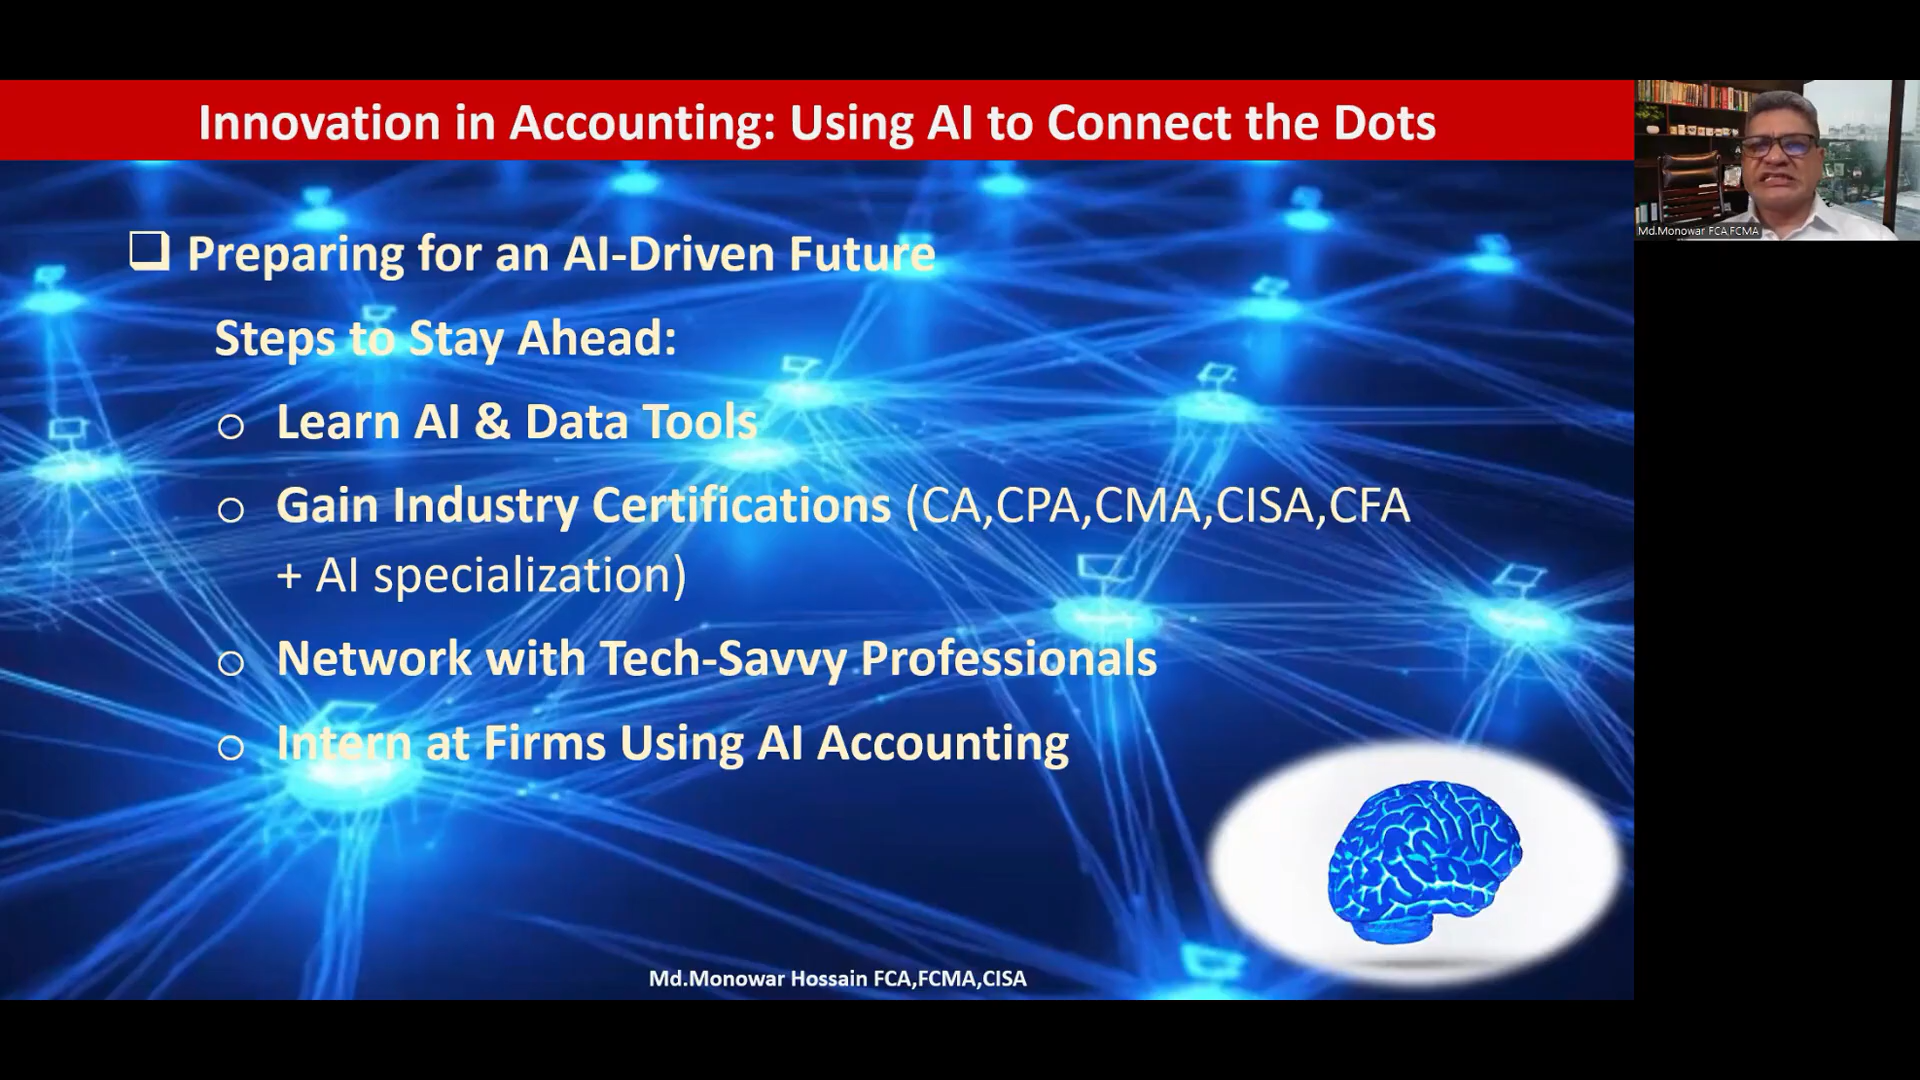 Innovation in Accounting: Using AI to Connect the Dots
Preparing for an AI-Driven Future
Steps to Stay Ahead:
Learn AI & Data Tools
Gain Industry Certifications (CA,CPA,CMA,CISA,CFA
+ AI specialization)
Network with Tech-Savvy Professionals
Intern at Firms Using AI Accounting
Md.Monowar Hossain FCA,FCMA,CISA
Md.Monowar FCA,FCMA